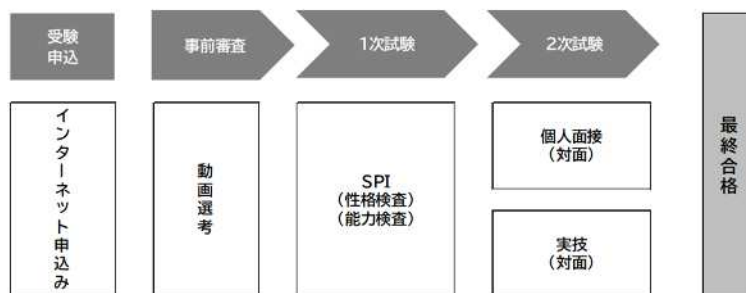 受験
申込
事前審査
1次試験
2次試験
インターネット申込み
動画選考
SPI
(性格検査)
(能力検査)
個人面接
(対面)
実技
(対面)
最終合格